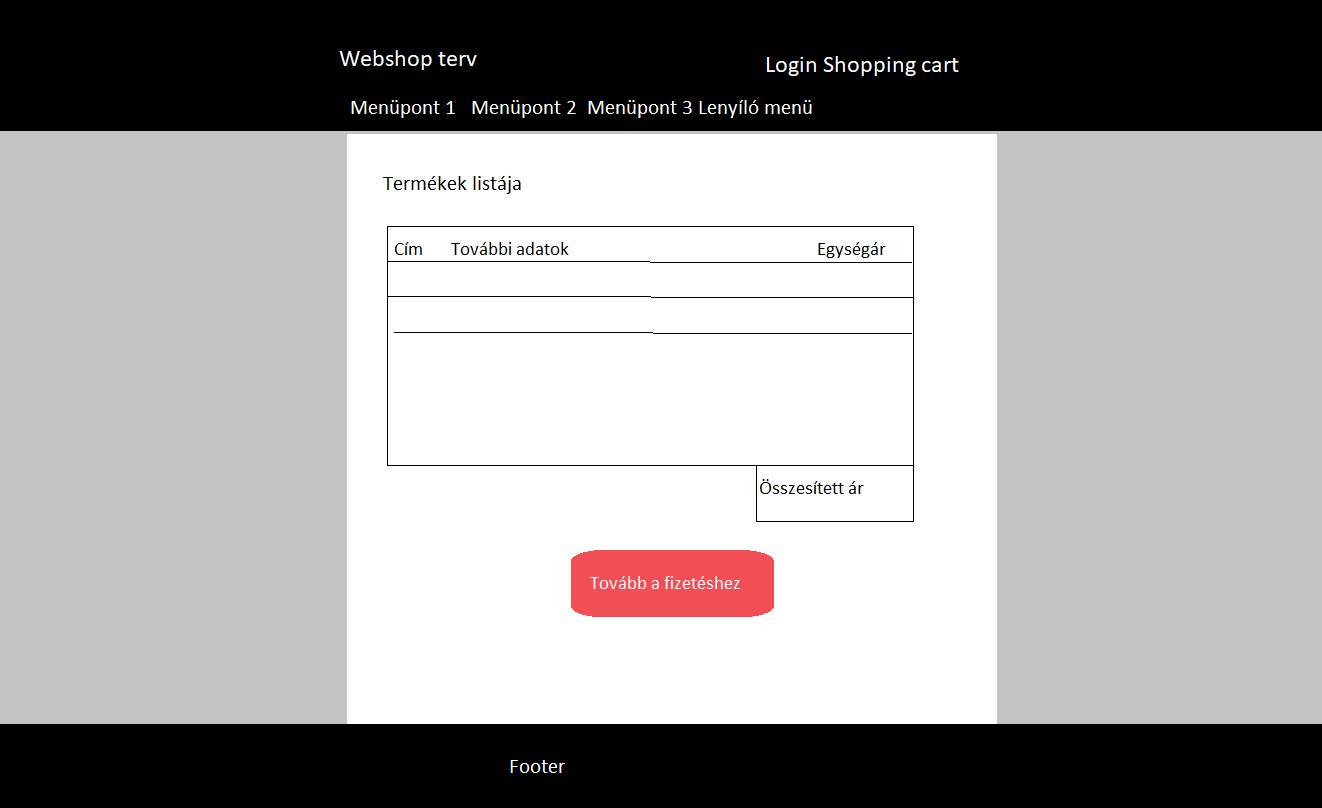 Webshop terv
Login Shopping cart
Menüpont 1 Menüpont 2 Menüpont 3 Lenyíló menü
Termékek listája
Cím További adatok Egységár
Összesített ár
Tovább a fizetéshez
Footer